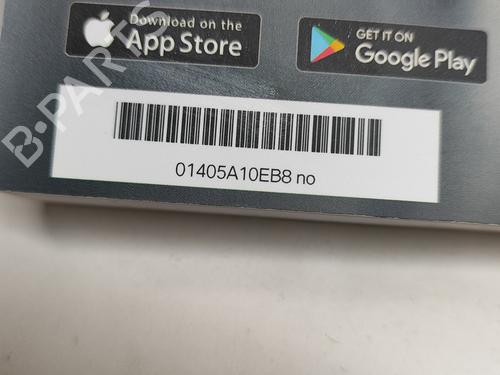 Download on the
App Store
GET IT ON
Google Play
B-PARTS
01405A10EB8 no